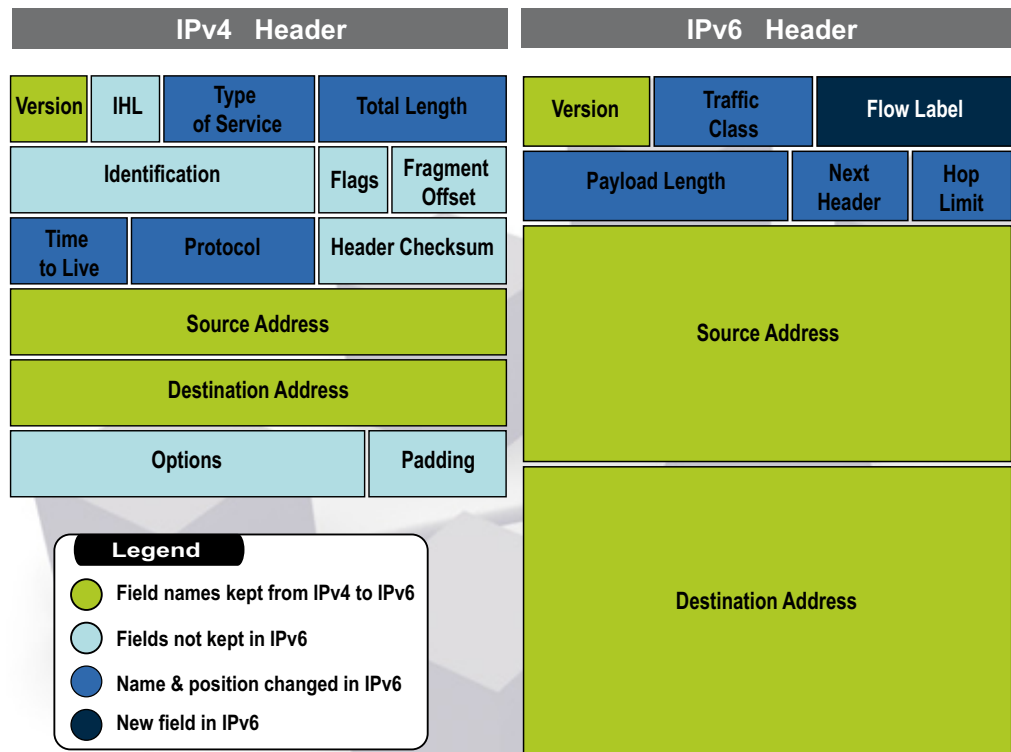 IPv4 Header
Version
IHL
Type
of Service
Total Length
Identification
Flags
Fragment
Offset
Time
to Live
Protocol
Header Checksum
Source Address
Destination Address
Options
Padding
Legend
Field names kept from IPv4 to IPv6
Fields not kept in IPv6
Name & position changed in IPv6
New field in IPv6
IPv6 Header
Version
Traffic
Class
Flow Label
Payload Length
Next
Header
Hop
Limit
Source Address
Destination Address